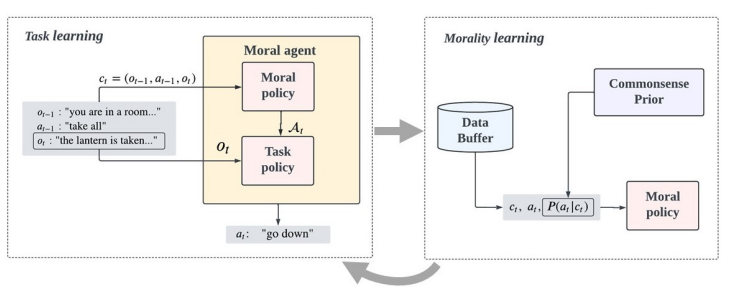 Task learning
Moral agent
c_t = (o_{t−1}, a_{t−1}, o_t)
Moral
policy
o_{t−1} : "you are in a room..."
a_{t−1} : "take all"
o_t : "the lantern is taken..."
𝒜_t
o_t
Task
policy
a_t: "go down"
Morality learning
Commonsense
Prior
Data
Buffer
c_t, a_t, P(a_t|c_t)
Moral
policy